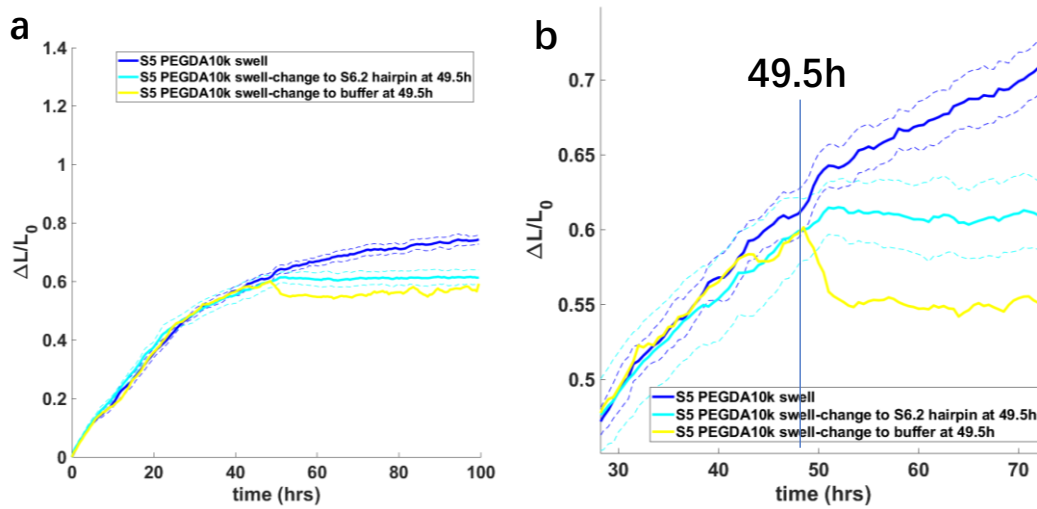 a
S5 PEGDA10k swell
S5 PEGDA10k swell-change to S6.2 hairpin at 49.5h
S5 PEGDA10k swell-change to buffer at 49.5h
1.4
1.2
1
0.8
0.6
0.4
0.2
0
ΔL/L0
0 20 40 60 80 100
time (hrs)
b
49.5h
0.7
0.65
0.6
0.55
0.5
ΔL/L0
S5 PEGDA10k swell
S5 PEGDA10k swell-change to S6.2 hairpin at 49.5h
S5 PEGDA10k swell-change to buffer at 49.5h
30 40 50 60 70
time (hrs)